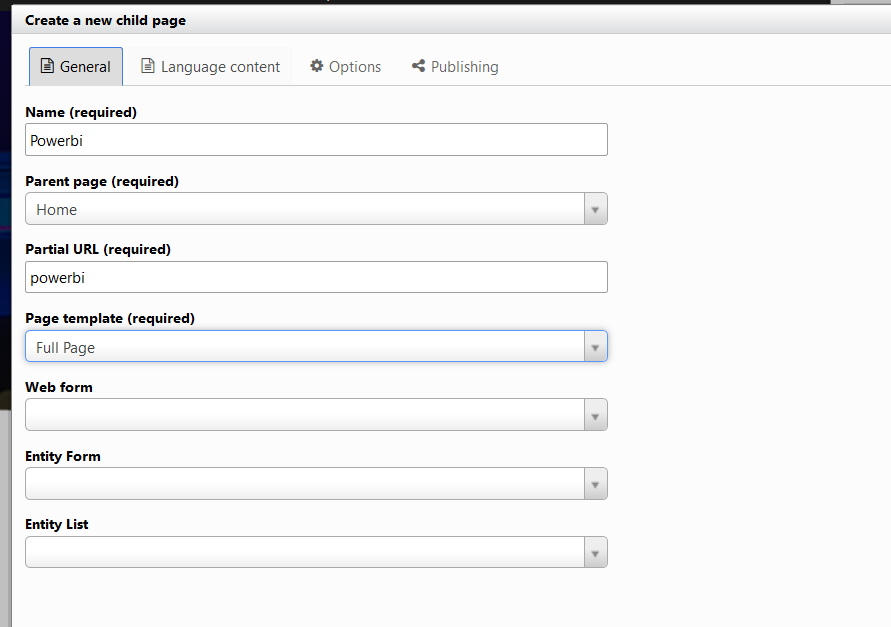 Create a new child page
General Language content Options Publishing
Name (required)
Powerbi
Parent page (required)
Home
Partial URL (required)
powerbi
Page template (required)
Full Page
Web form
Entity Form
Entity List